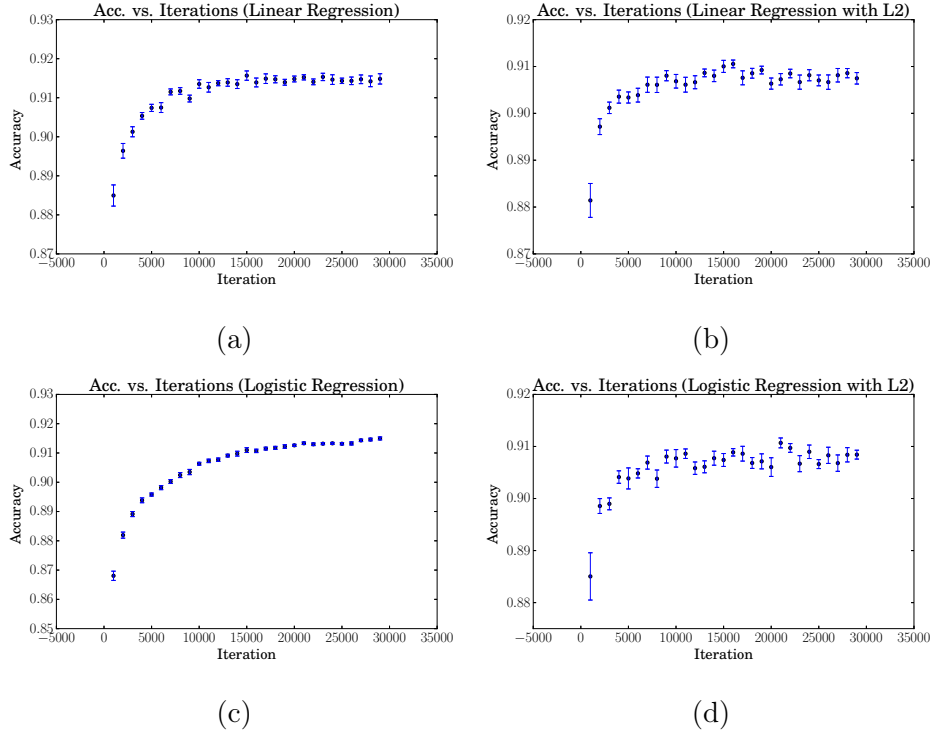 Acc. vs. Iterations (Linear Regression)
0.93
0.92
0.91
0.90
0.89
0.88
0.87
Accuracy
−5000 0 5000 10000 15000 20000 25000 30000 35000
Iteration
(a)
Acc. vs. Iterations (Linear Regression with L2)
0.92
0.91
0.90
0.89
0.88
0.87
Accuracy
−5000 0 5000 10000 15000 20000 25000 30000 35000
Iteration
(b)
Acc. vs. Iterations (Logistic Regression)
0.93
0.92
0.91
0.90
0.89
0.88
0.87
0.86
0.85
Accuracy
−5000 0 5000 10000 15000 20000 25000 30000 35000
Iteration
(c)
Acc. vs. Iterations (Logistic Regression with L2)
0.92
0.91
0.90
0.89
0.88
Accuracy
−5000 0 5000 10000 15000 20000 25000 30000 35000
Iteration
(d)